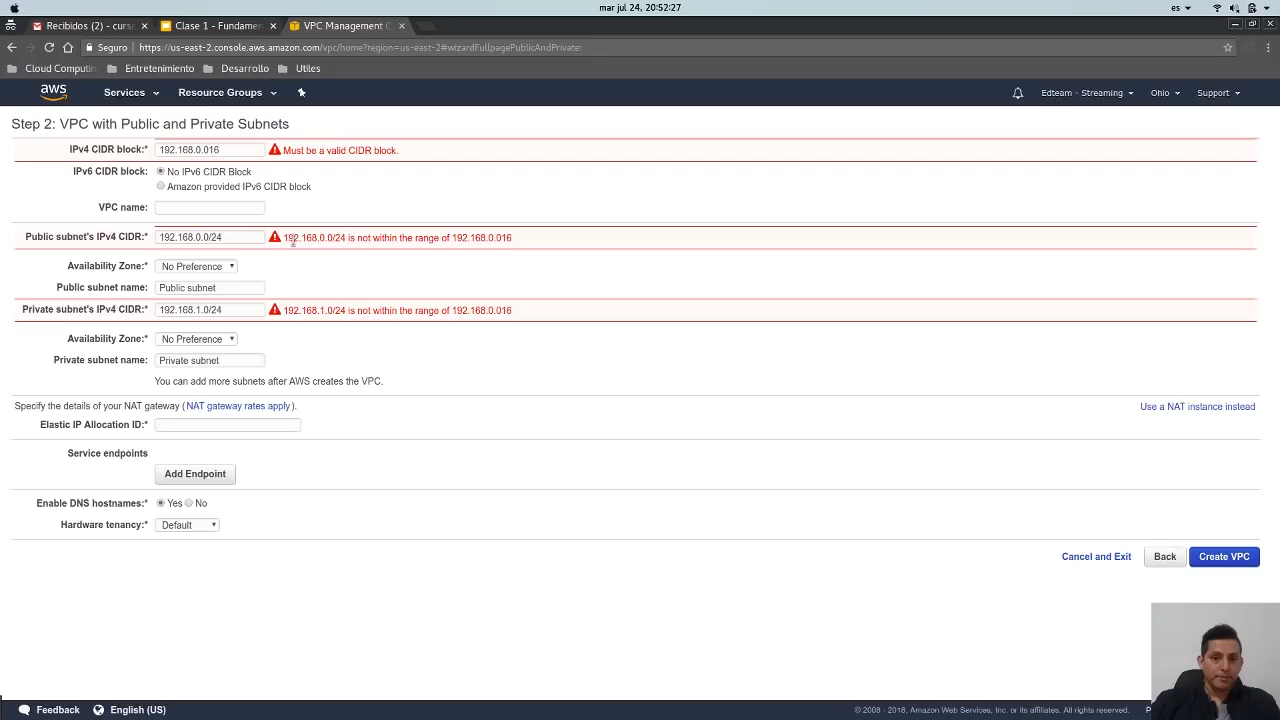 mar jul 24, 20:52:27
es
Recibidos (2) - curso
Clase 1 - Fundamen
VPC Management C
Seguro
https://us-east-2.console.aws.amazon.com/vpc/home?region=us-east-2#wizardFullpagePublicAndPrivate:
Cloud Computin
Entretenimiento
Desarrollo
Utiles
aws
Services
Resource Groups
Edteam - Streaming
Ohio
Support
Step 2: VPC with Public and Private Subnets
IPv4 CIDR block:* 192.168.0.016 Must be a valid CIDR block.
IPv6 CIDR block: No IPv6 CIDR Block
Amazon provided IPv6 CIDR block
VPC name:
Public subnet's IPv4 CIDR:* 192.168.0.0/24 192.168.0.0/24 is not within the range of 192.168.0.016
Availability Zone:* No Preference
Public subnet name: Public subnet
Private subnet's IPv4 CIDR:* 192.168.1.0/24 192.168.1.0/24 is not within the range of 192.168.0.016
Availability Zone:* No Preference
Private subnet name: Private subnet
You can add more subnets after AWS creates the VPC.
Specify the details of your NAT gateway (NAT gateway rates apply ).
Use a NAT instance instead
Elastic IP Allocation ID:*
Service endpoints
Add Endpoint
Enable DNS hostnames:* Yes No
Hardware tenancy:* Default
Cancel and Exit
Back
Create VPC
Feedback
English (US)
© 2008 - 2018, Amazon Web Services, Inc. or its affiliates. All rights reserved.